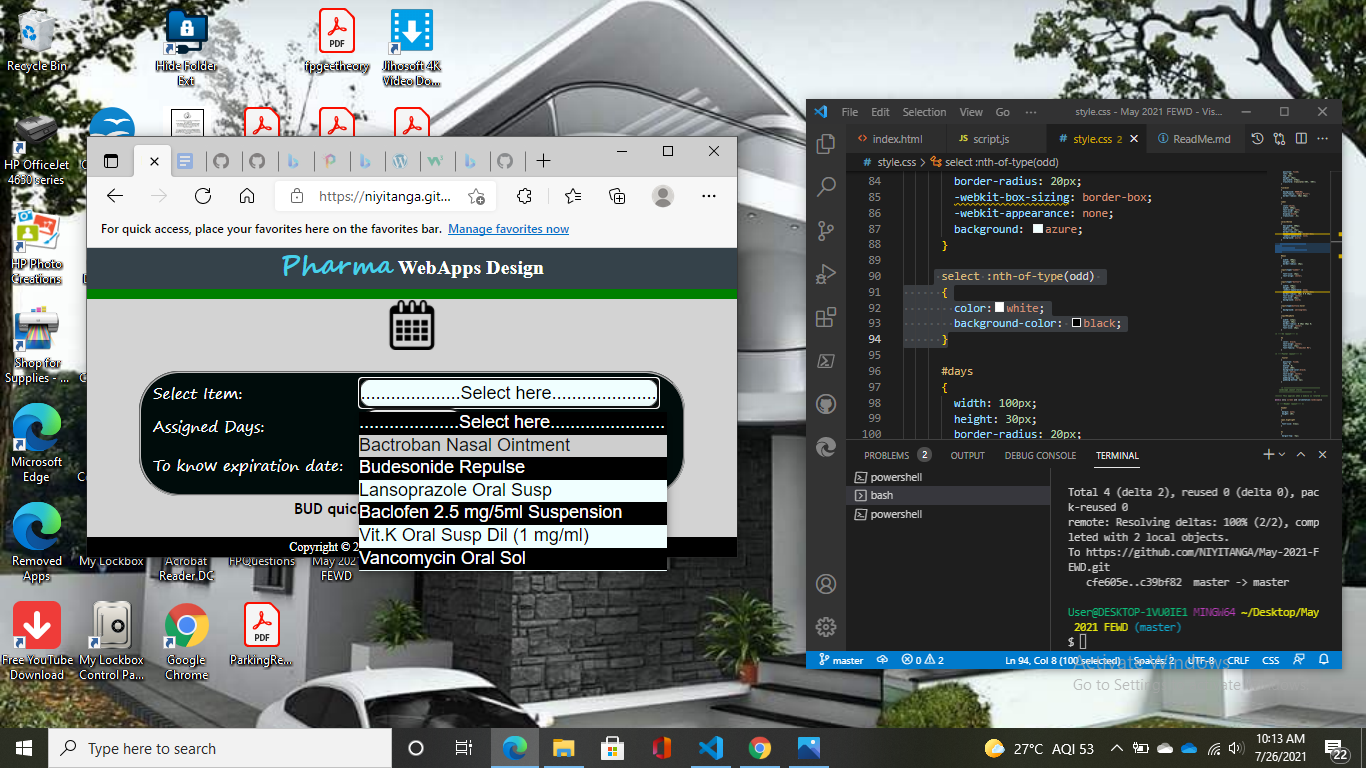 Recycle Bin
Hide Folder
Ext
PDF
fpgeetheory
Jihosoft 4K
Video Do...
HP OfficeJet
4650 series
HP Photo
Creations
Shop for
Supplies - ...
Microsoft
Edge
Removed
Apps
My Lockbox
Acrobat
Reader DC
FPQuestions
May 202
FEWD
Free YouTube
Download
My Lockbox
Control Pa...
Google
Chrome
PDF
ParkingRe...
https://niyitanga.git...
For quick access, place your favorites here on the favorites bar. Manage favorites now
Pharma WebApps Design
Select Item:
....................Select here.....................
Assigned Days:
....................Select here.......................
Bactroban Nasal Ointment
To know expiration date:
Budesonide Repulse
Lansoprazole Oral Susp
BUD quic
Baclofen 2.5 mg/5ml Suspension
Vit.K Oral Susp Dil (1 mg/ml)
Copyright © 2
Vancomycin Oral Sol
File Edit Selection View Go ··· style.css - May 2021 FEWD - Vis...
index.html JS script.js # style.css 2 ReadMe.md
# style.css > select :nth-of-type(odd)
84 border-radius: 20px;
85 -webkit-box-sizing: border-box;
86 -webkit-appearance: none;
87 background: azure;
88 }
89
90 select :nth-of-type(odd)
91 {
92 color: white;
93 background-color: black;
94 }
95
96 #days
97 {
98 width: 100px;
99 height: 30px;
100 border-radius: 20px;
PROBLEMS 2 OUTPUT DEBUG CONSOLE TERMINAL
powershell
bash
powershell
Total 4 (delta 2), reused 0 (delta 0), pac
k-reused 0
remote: Resolving deltas: 100% (2/2), comp
leted with 2 local objects.
To https://github.com/NIYITANGA/May-2021-F
EWD.git
cfe605e..c39bf82 master -> master
User@DESKTOP-1VU0IE1 MINGW64 ~/Desktop/May
2021 FEWD (master)
$
master 0 2 Ln 94, Col 8 (100 selected) Spaces: 2 UTF-8 CRLF CSS
Activate Windows
Go to Setting
Type here to search
27°C AQI 53
10:13 AM
7/26/2021
22